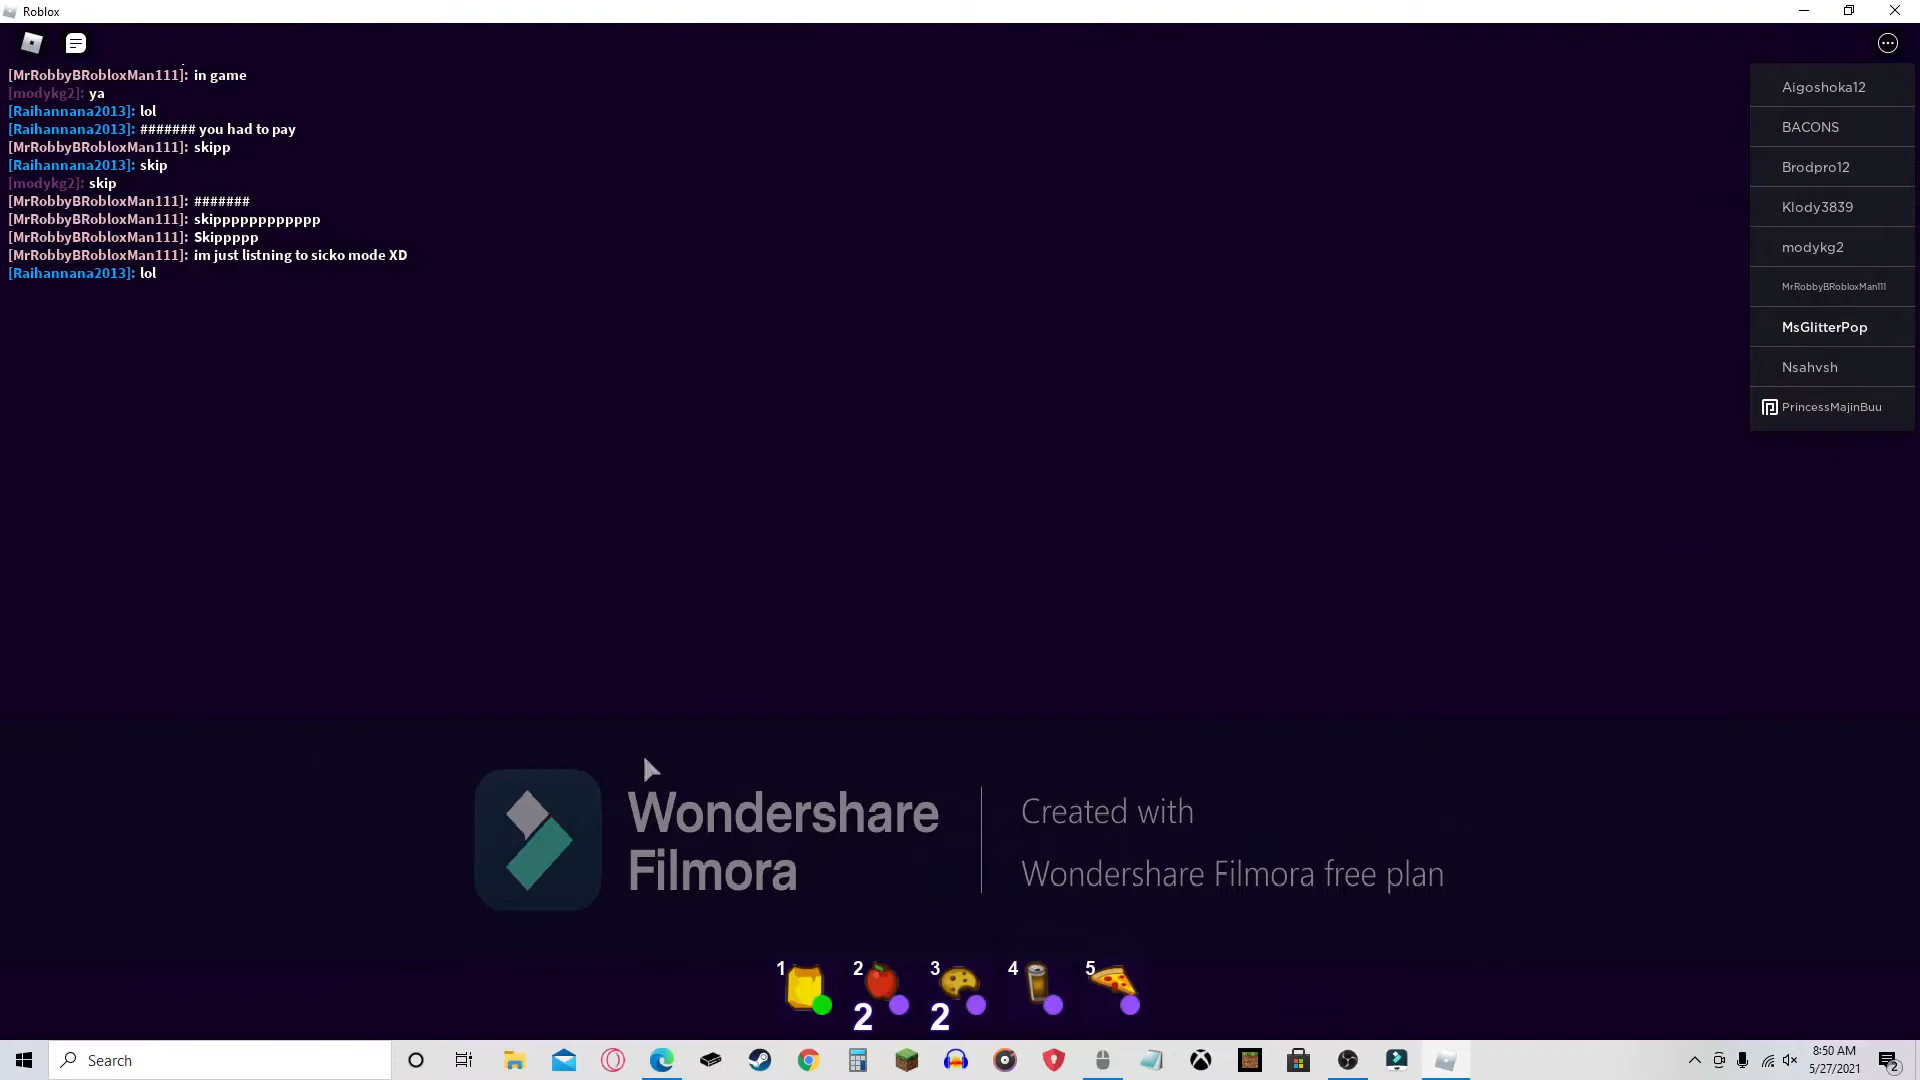 Roblox
[MrRobbyBRobloxMan111]: in game
[modykg2]: ya
[Raihannana2013]: lol
[Raihannana2013]: ####### you had to pay
[MrRobbyBRobloxMan111]: skipp
[Raihannana2013]: skip
[modykg2]: skip
[MrRobbyBRobloxMan111]: #######
[MrRobbyBRobloxMan111]: skipppppppppppp
[MrRobbyBRobloxMan111]: Skippppp
[MrRobbyBRobloxMan111]: im just listning to sicko mode XD
[Raihannana2013]: lol
Aigoshoka12
BACONS
Brodpro12
Klody3839
modykg2
MrRobbyBRobloxMan111
MsGlitterPop
Nsahvsh
PrincessMajinBuu
Wondershare
Filmora
Created with
Wondershare Filmora free plan
1 2 3 4 5
2 2
Search
8:50 AM
5/27/2021
2